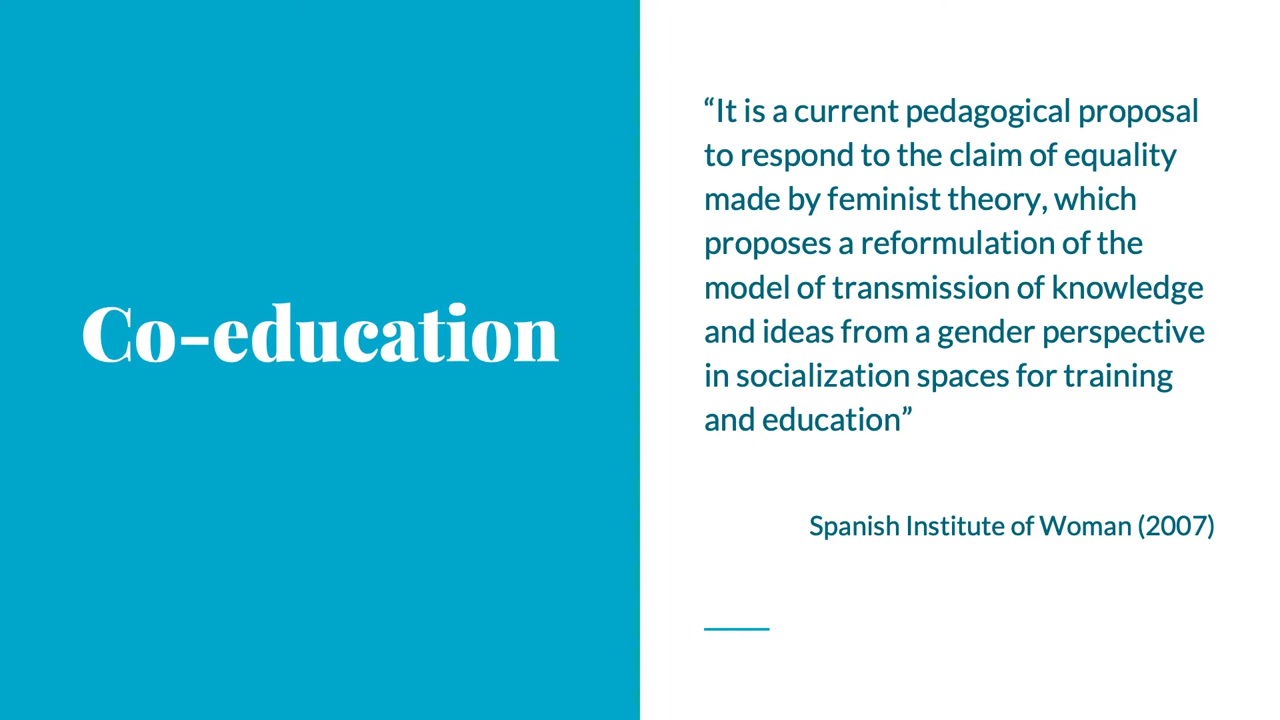 Co-education
“It is a current pedagogical proposal
to respond to the claim of equality
made by feminist theory, which
proposes a reformulation of the
model of transmission of knowledge
and ideas from a gender perspective
in socialization spaces for training
and education”
Spanish Institute of Woman (2007)